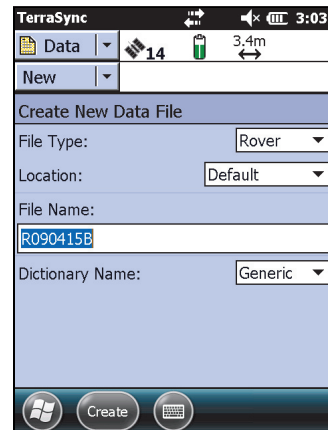 TerraSync 3:03
Data 14 3.4m
New
Create New Data File
File Type: Rover
Location: Default
File Name:
R090415B
Dictionary Name: Generic
Create